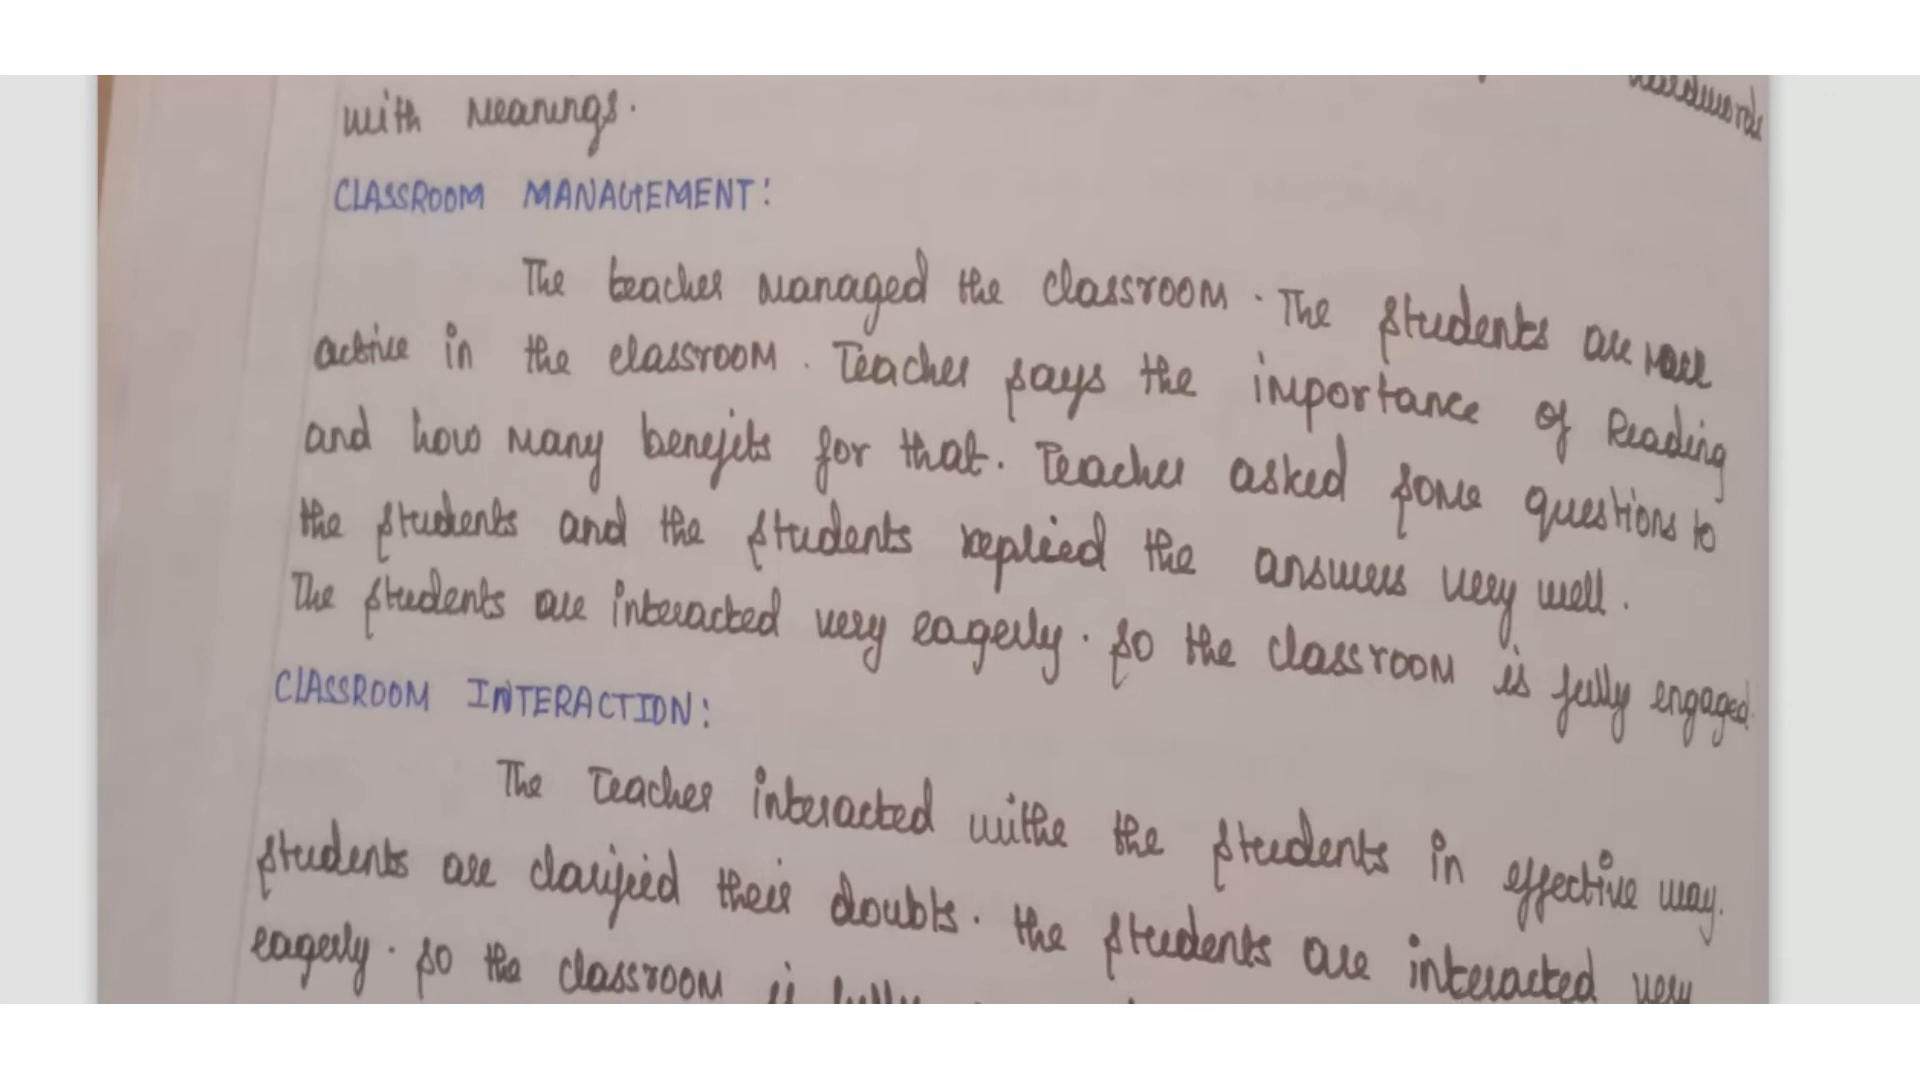 hardwords
with meanings.
CLASSROOM MANAGEMENT:
The teacher managed the classroom. The students are more
active in the classroom. Teacher says the importance of Reading
and how many benefits for that. Teacher asked some questions to
the students and the students replied the answers very well.
The students are interacted very eagerly. So the classroom is fully engaged.
CLASSROOM INTERACTION:
The Teacher interacted withe the students in effective way.
students are clarified their doubts. the students are interacted very
eagerly. So the classroom is fully